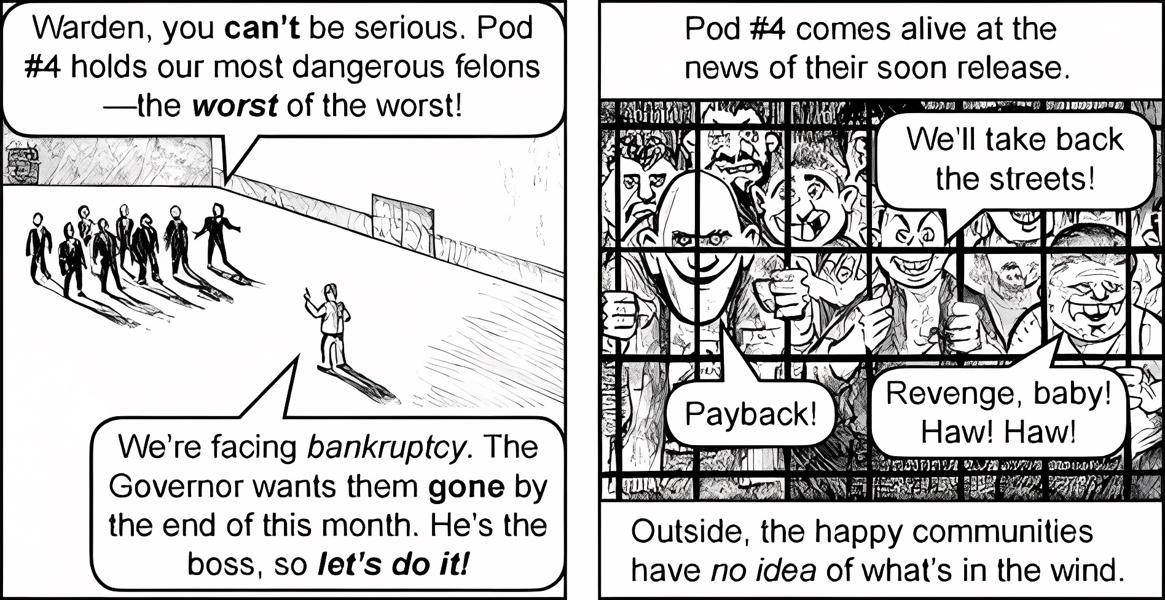 Warden, you can't be serious. Pod
#4 holds our most dangerous felons
—the worst of the worst!
We're facing bankruptcy. The
Governor wants them gone by
the end of this month. He's the
boss, so let's do it!
Pod #4 comes alive at the
news of their soon release.
We'll take back
the streets!
Payback!
Revenge, baby!
Haw! Haw!
Outside, the happy communities
have no idea of what's in the wind.